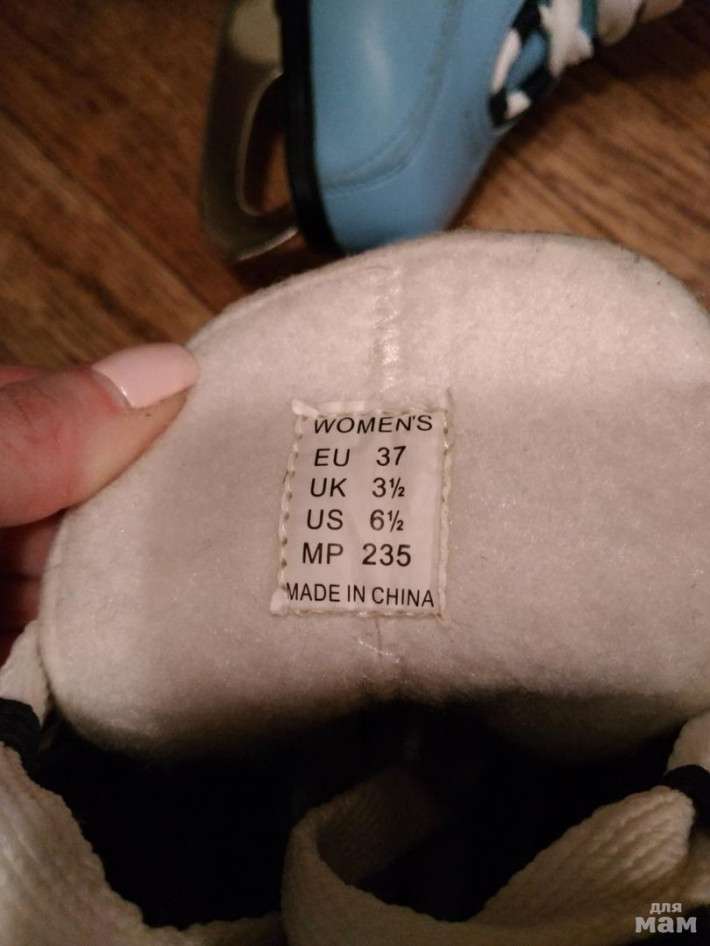 WOMEN'S
EU 37
UK 3½
US 6½
MP 235
MADE IN CHINA
для
мам